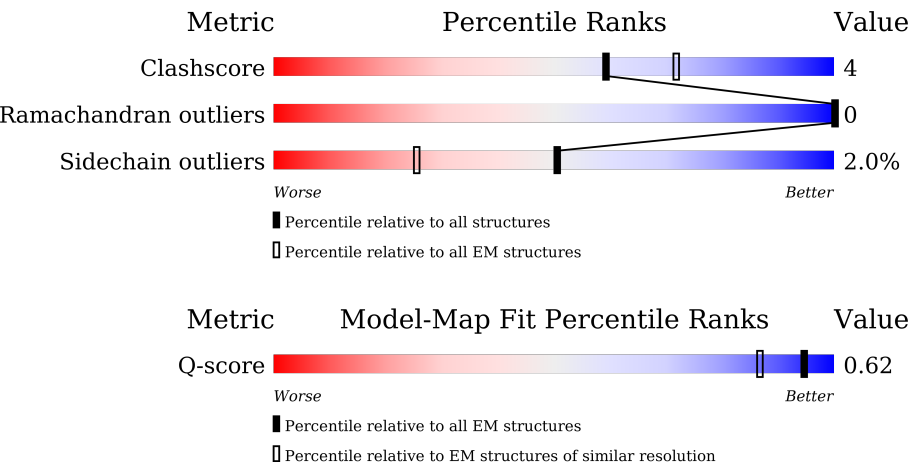 Metric Percentile Ranks Value
Clashscore 4
Ramachandran outliers 0
Sidechain outliers 2.0%
Worse Better
Percentile relative to all structures
Percentile relative to all EM structures
Metric Model-Map Fit Percentile Ranks Value
Q-score 0.62
Worse Better
Percentile relative to all EM structures
Percentile relative to EM structures of similar resolution